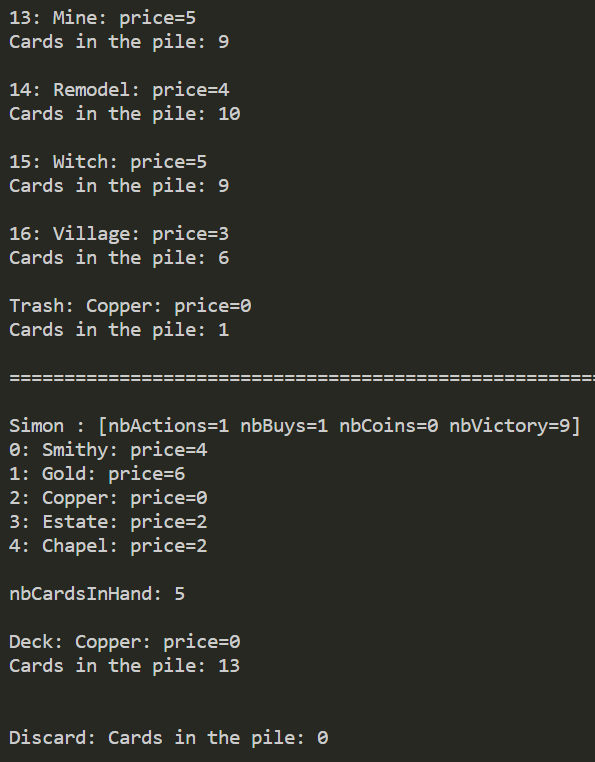 13: Mine: price=5
Cards in the pile: 9
14: Remodel: price=4
Cards in the pile: 10
15: Witch: price=5
Cards in the pile: 9
16: Village: price=3
Cards in the pile: 6
Trash: Copper: price=0
Cards in the pile: 1
======================================================
Simon : [nbActions=1 nbBuys=1 nbCoins=0 nbVictory=9]
0: Smithy: price=4
1: Gold: price=6
2: Copper: price=0
3: Estate: price=2
4: Chapel: price=2
nbCardsInHand: 5
Deck: Copper: price=0
Cards in the pile: 13
Discard: Cards in the pile: 0